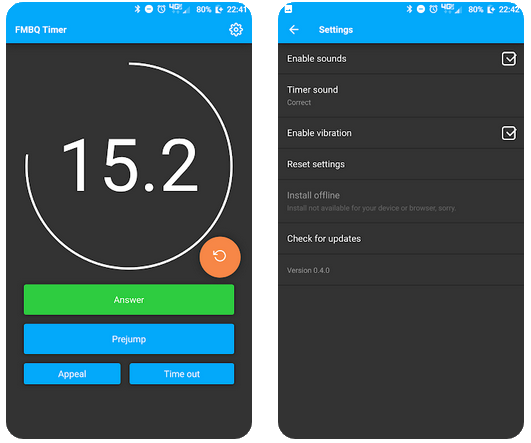 80% 22:41
FMBQ Timer
15.2
Answer
Prejump
Appeal Time out
80% 22:42
Settings
Enable sounds
Timer sound
Correct
Enable vibration
Reset settings
Install offline
Install not available for your device or browser, sorry.
Check for updates
Version 0.4.0